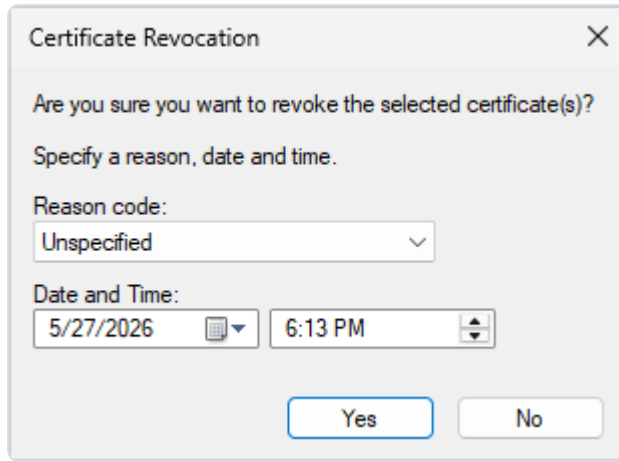 Certificate Revocation
Are you sure you want to revoke the selected certificate(s)?
Specify a reason, date and time.
Reason code:
Unspecified
Date and Time:
5/27/2026 6:13 PM
Yes No